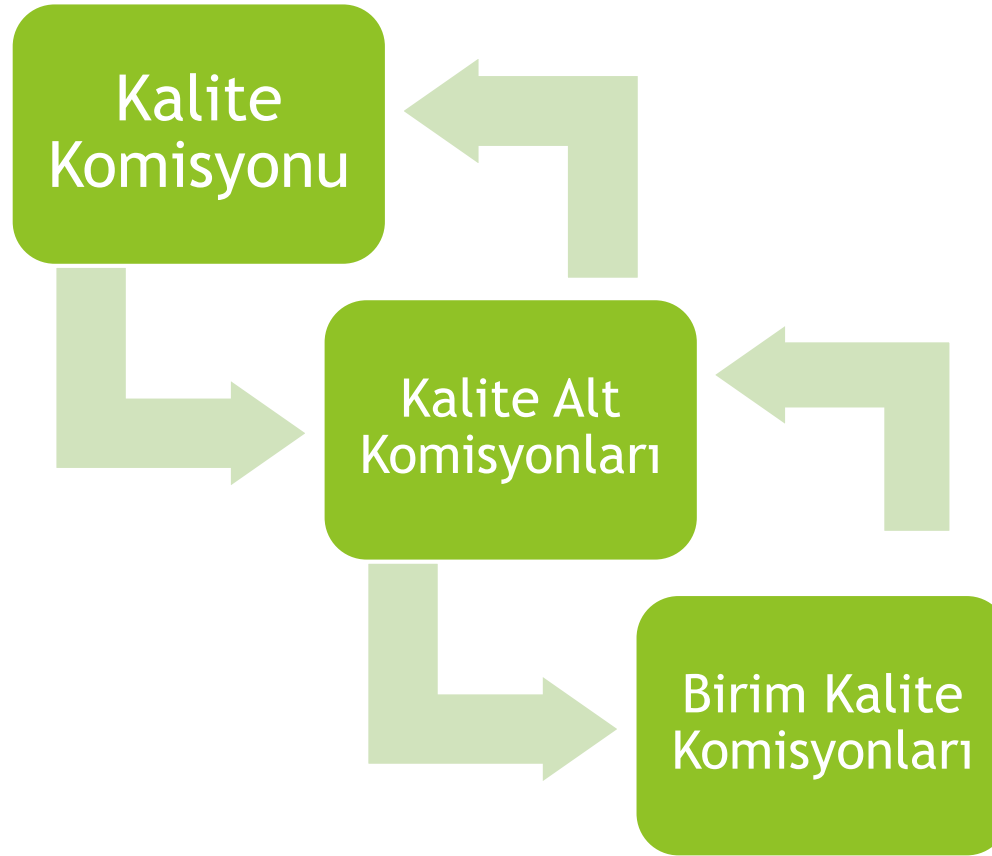 Kalite
Komisyonu
Kalite Alt
Komisyonları
Birim Kalite
Komisyonları